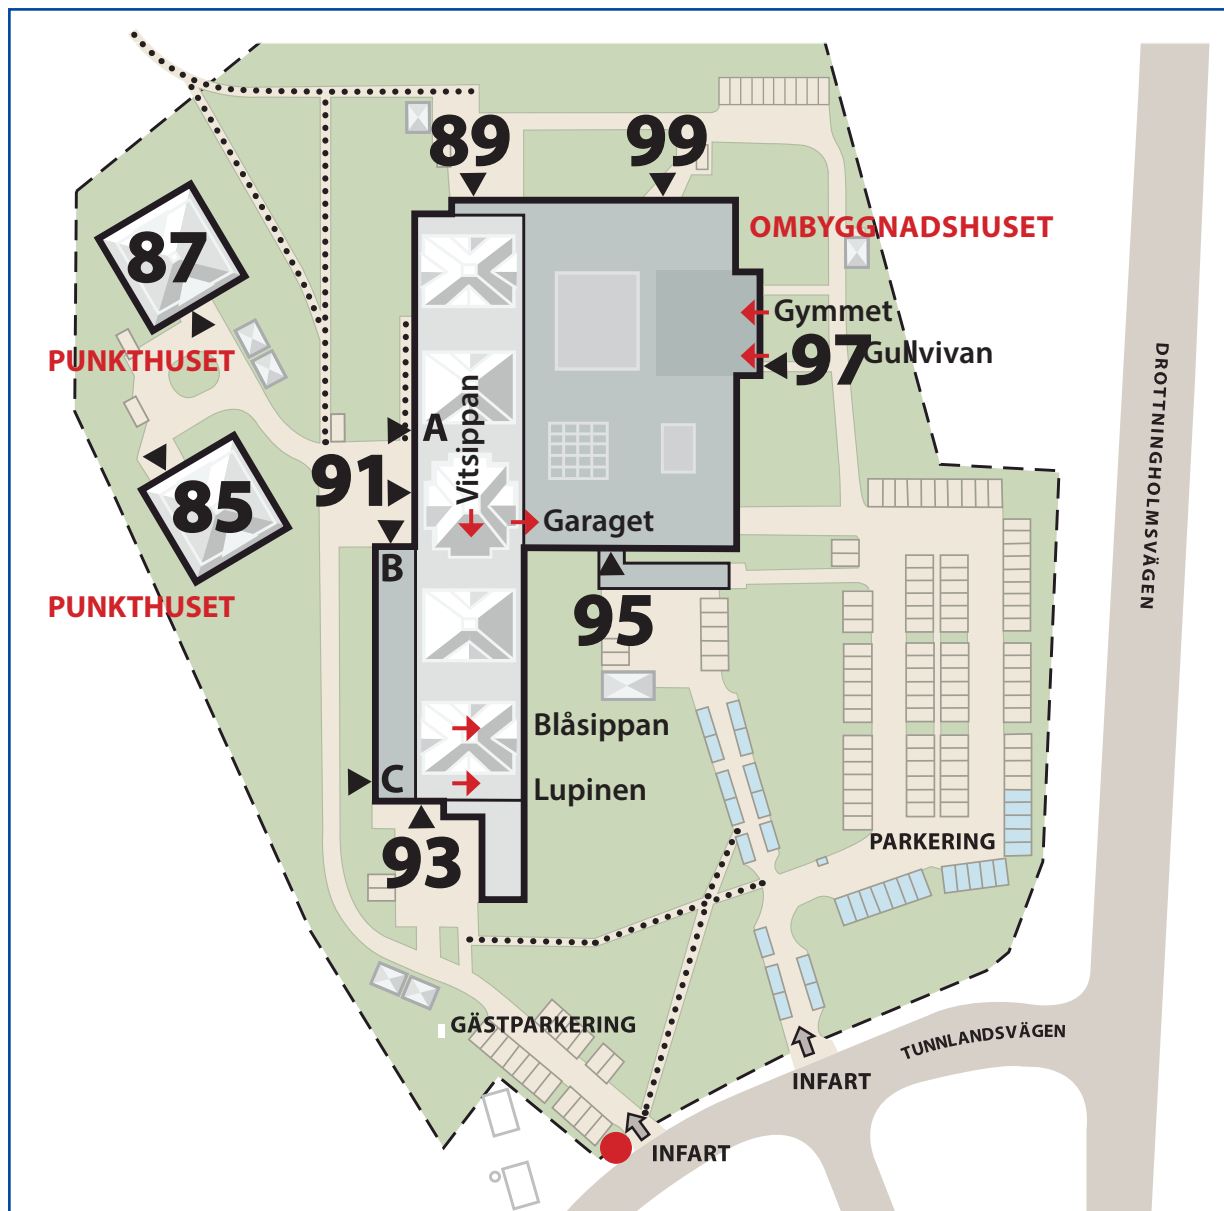 89
99
OMBYGGNADSHUSET
87
Gymmet
PUNKTHUSET
97
Gullvivan
DROTTNINGHOLMSVÄGEN
A
Vitsippan
91
85
Garaget
B
PUNKTHUSET
95
Blåsippan
C
Lupinen
93
PARKERING
GÄSTPARKERING
TUNNLANDSVÄGEN
INFART
INFART